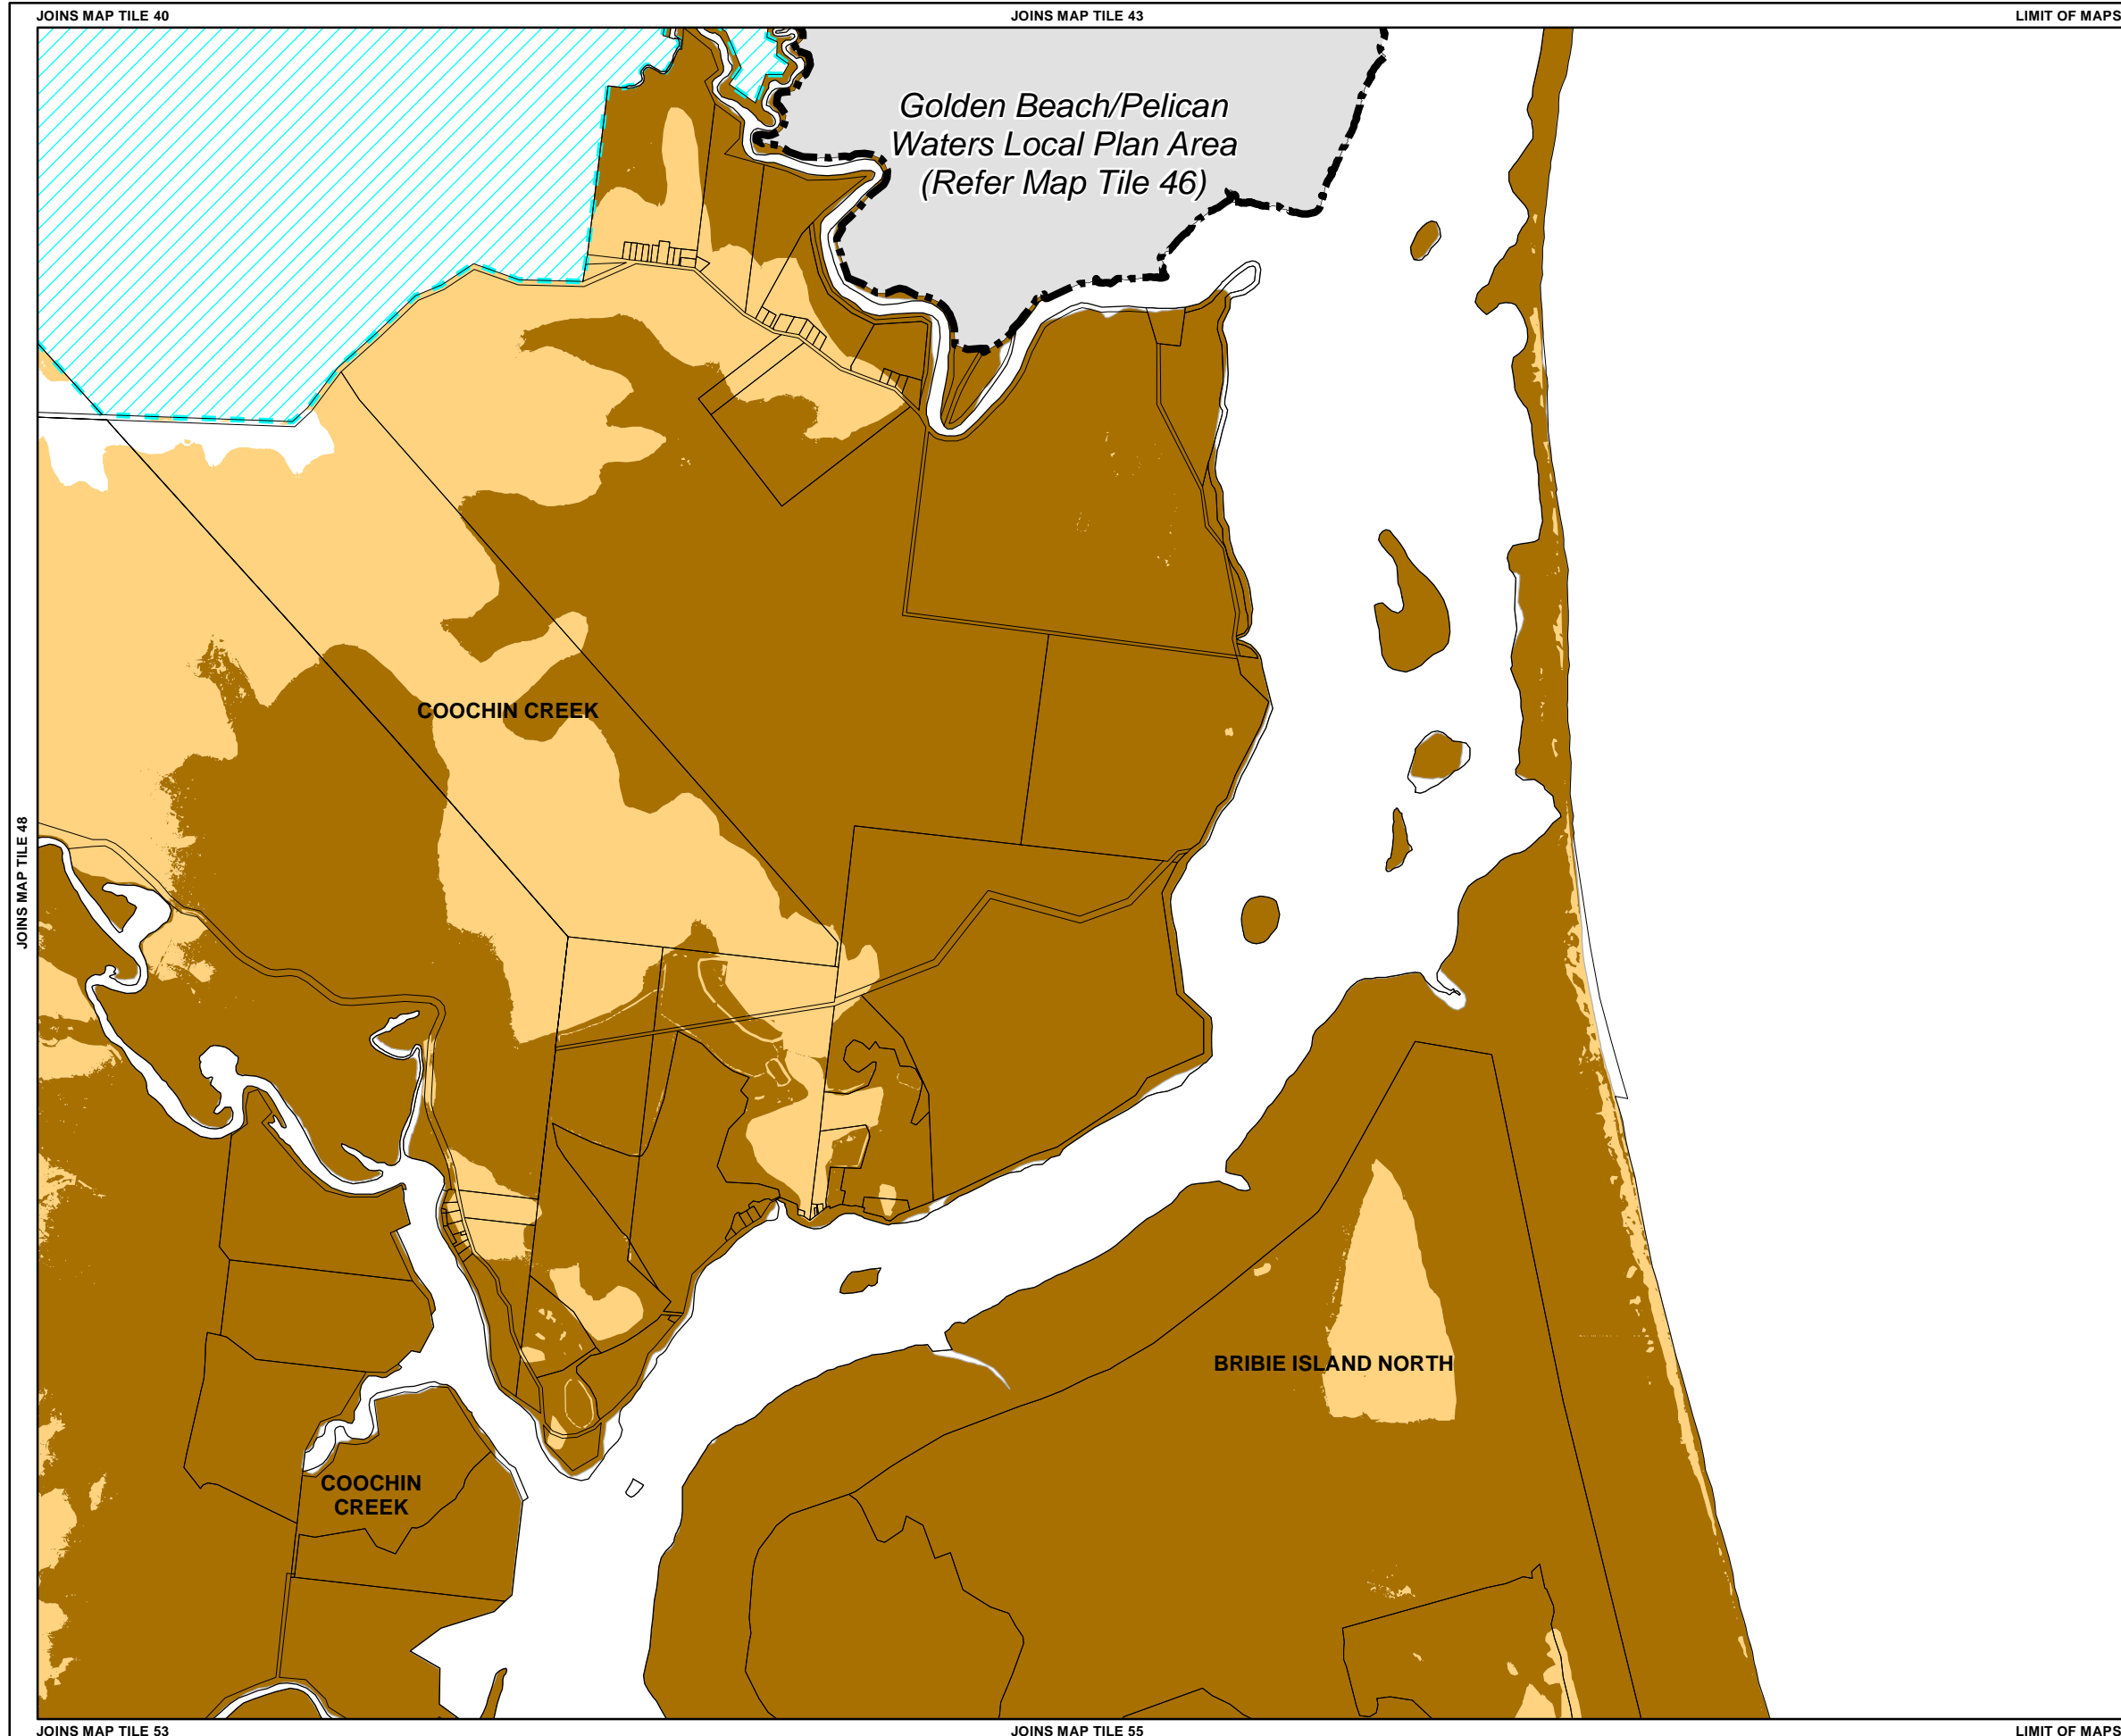 JOINS MAP TILE 40
JOINS MAP TILE 43
LIMIT OF MAPS
Golden Beach/Pelican
Waters Local Plan Area
(Refer Map Tile 46)
COOCHIN CREEK
JOINS MAP TILE 48
BRIBIE ISLAND NORTH
COOCHIN
CREEK
JOINS MAP TILE 53
JOINS MAP TILE 55
LIMIT OF MAPS